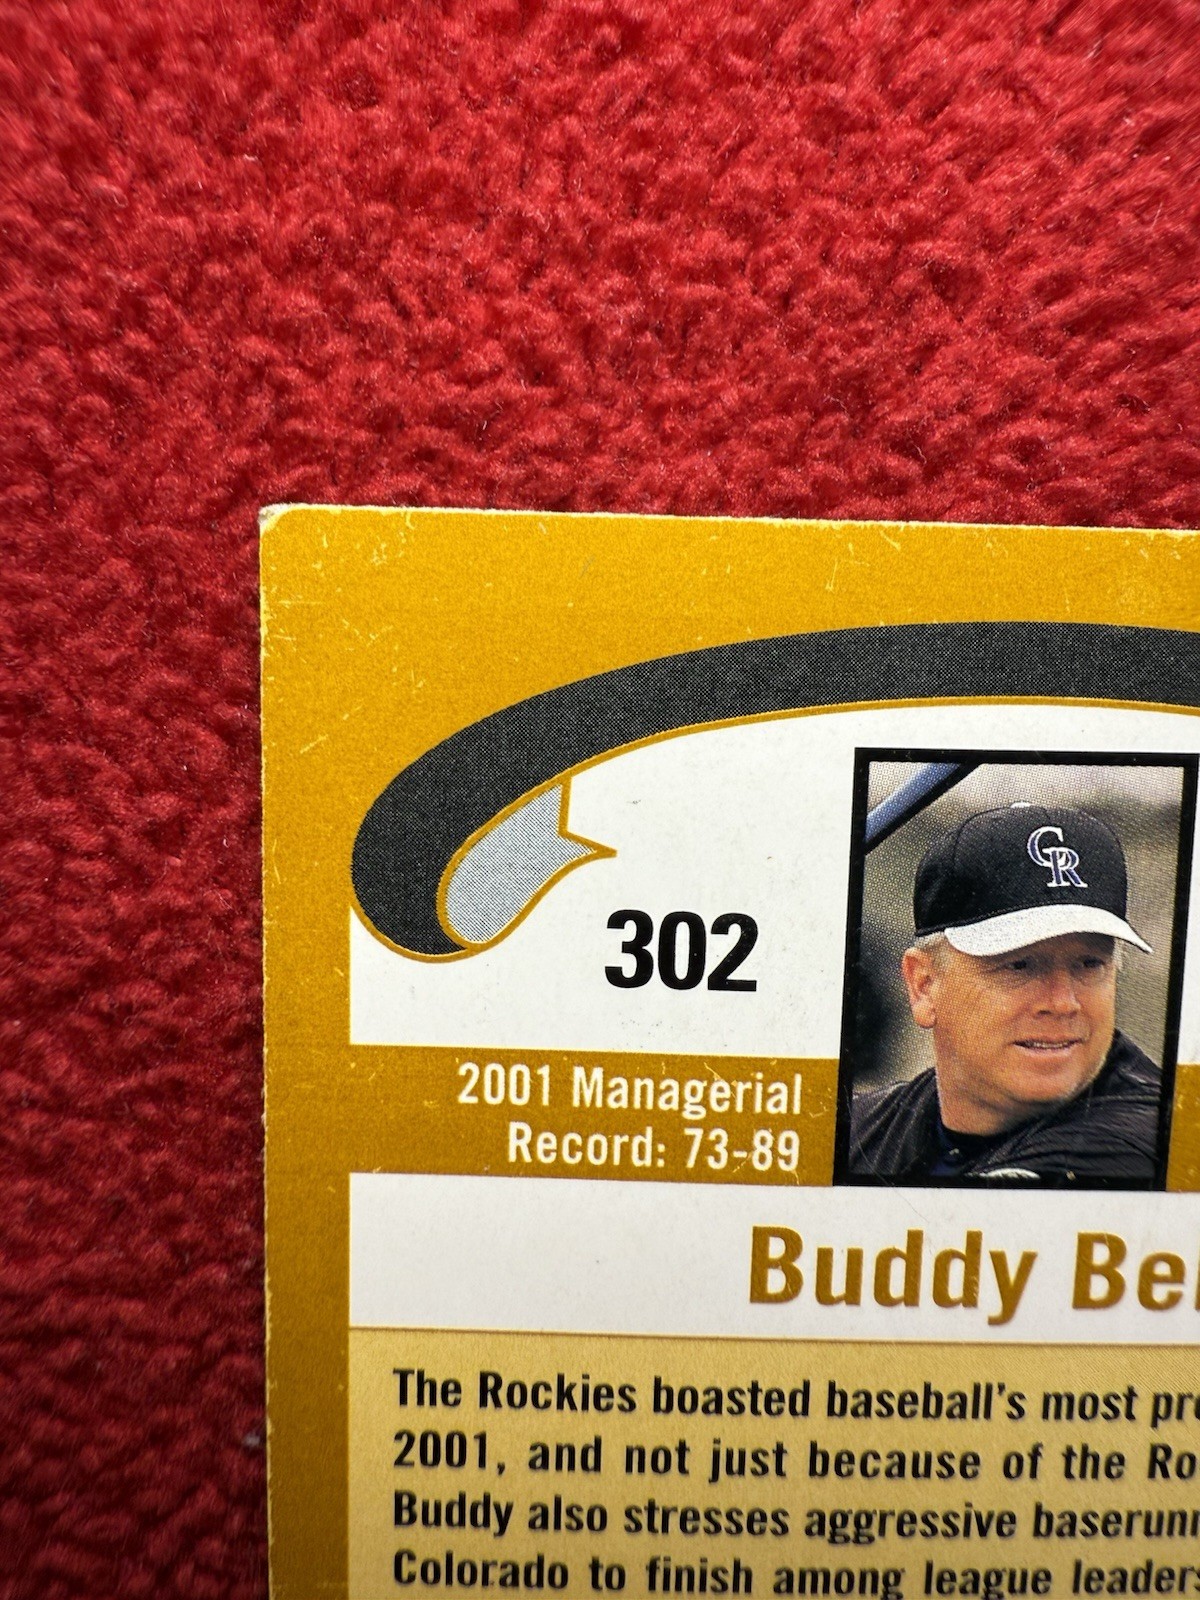 CR
302
2001 Managerial
Record: 73-89
Buddy
The Rockies boasted baseball's most
2001, and not just because of the
Buddy also stresses aggressive
Colorado to finish among league